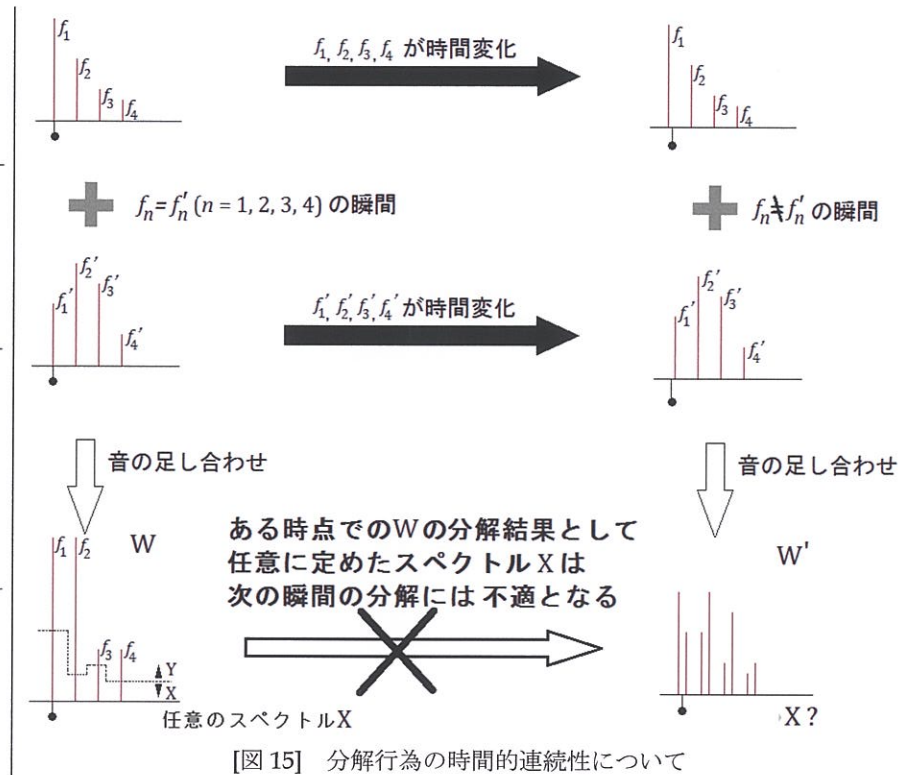 f₁
f₂
f₃
f₄
f₁, f₂, f₃, f₄ が時間変化
f₁
f₂
f₃
f₄
fₙ=fₙ′ (n = 1, 2, 3, 4) の瞬間
fₙ≠fₙ′ の瞬間
f₁′
f₂′
f₃′
f₄′
f₁′, f₂′, f₃′, f₄′ が時間変化
f₁′
f₂′
f₃′
f₄′
音の足し合わせ
音の足し合わせ
f₁
f₂
W
f₃
f₄
Y
X
任意のスペクトルX
ある時点でのWの分解結果として
任意に定めたスペクトル X は
次の瞬間の分解には 不適となる
W'
X ?
[図 15] 分解行為の時間的連続性について